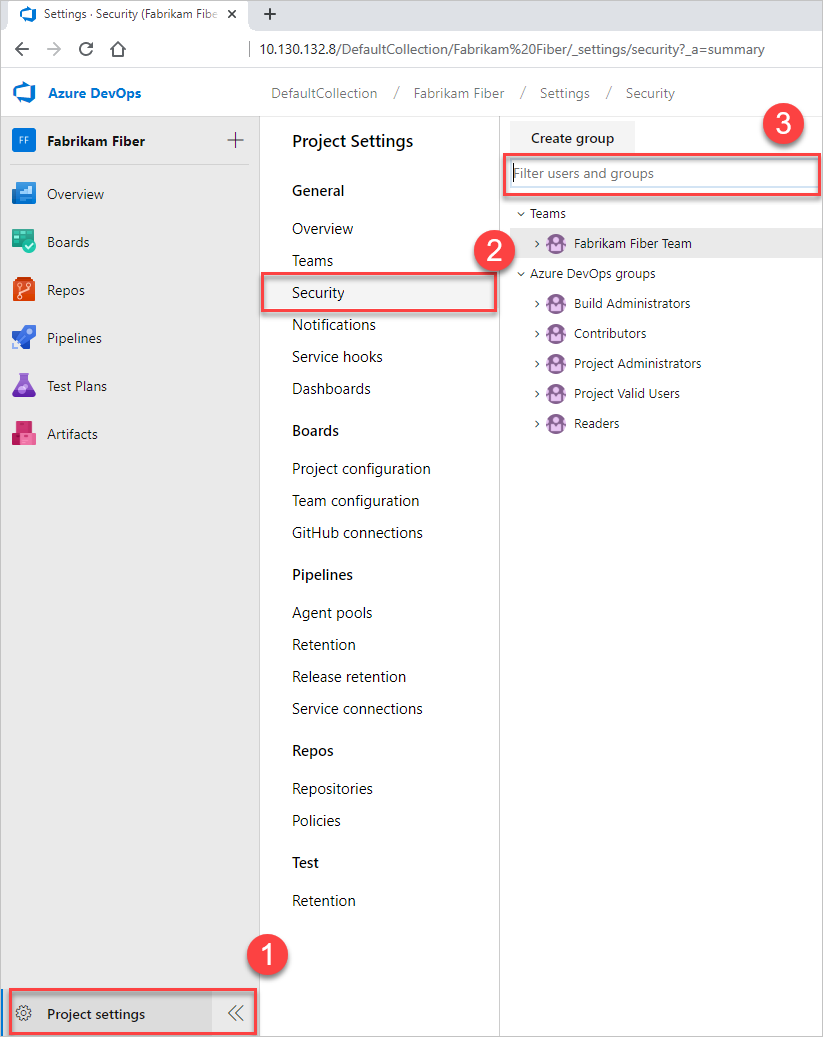 Settings · Security (Fabrikam Fibe
10.130.132.8/DefaultCollection/Fabrikam%20Fiber/_settings/security?_a=summary
Azure DevOps
DefaultCollection / Fabrikam Fiber / Settings / Security
FF Fabrikam Fiber
Overview
Boards
Repos
Pipelines
Test Plans
Artifacts
1
Project settings
Project Settings
General
Overview
Teams
2
Security
Notifications
Service hooks
Dashboards
Boards
Project configuration
Team configuration
GitHub connections
Pipelines
Agent pools
Retention
Release retention
Service connections
Repos
Repositories
Policies
Test
Retention
Create group
3
Filter users and groups
Teams
Fabrikam Fiber Team
Azure DevOps groups
Build Administrators
Contributors
Project Administrators
Project Valid Users
Readers